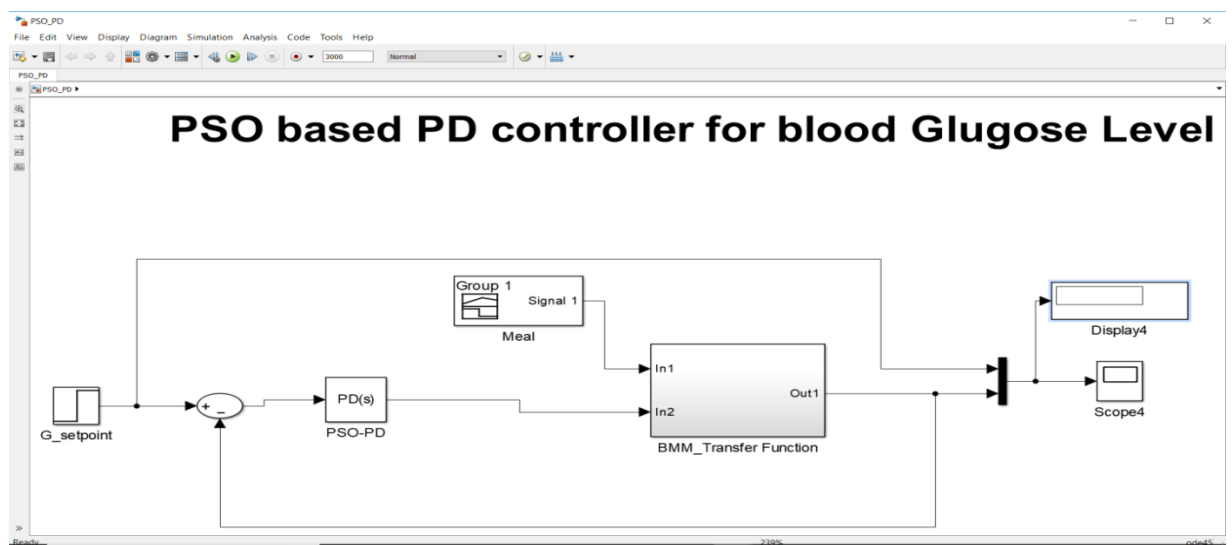 PSO_PD
File Edit View Display Diagram Simulation Analysis Code Tools Help
3000 Normal
PSO_PD
PSO_PD
PSO based PD controller for blood Glugose Level
Group 1
Signal 1
Meal
Display4
In1
Out1
In2
BMM_Transfer Function
Scope4
G_setpoint
+
−
PD(s)
PSO-PD
Ready 239% ode45